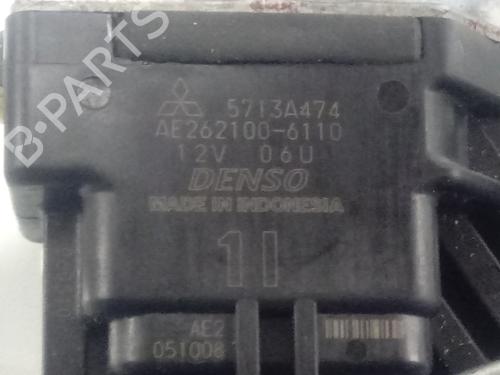 B-PARTS
5713A474
AE262100-6110
12V 06U
DENSO
MADE IN INDONESIA
11
AE2
051008